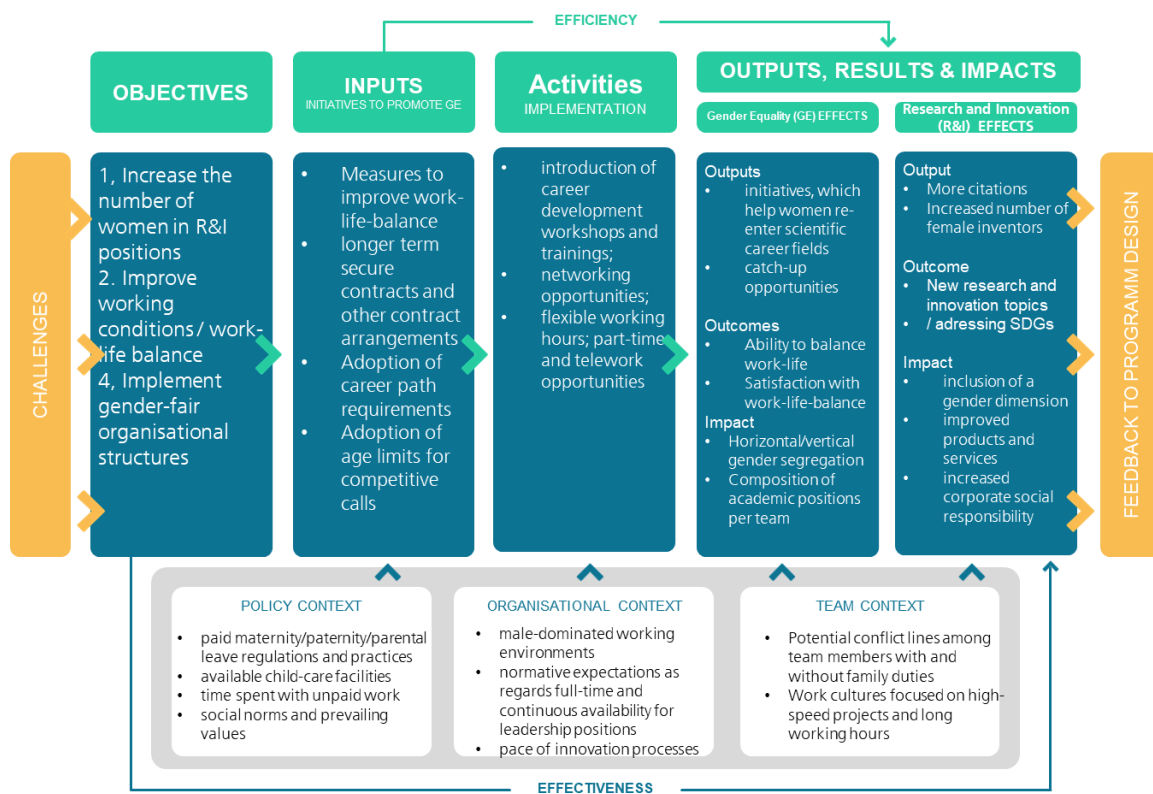 EFFICIENCY
OBJECTIVES
INPUTS
INITIATIVES TO PROMOTE GE
Activities
IMPLEMENTATION
OUTPUTS, RESULTS & IMPACTS
Gender Equality (GE) EFFECTS
Research and Innovation
(R&I) EFFECTS
CHALLENGES
1, Increase the
number of
women in R&I
positions
2. Improve
working
conditions / work-
life balance
4, Implement
gender-fair
organisational
structures
• Measures to
improve work-
life-balance
• longer term
secure
contracts and
other contract
arrangements
• Adoption of
career path
requirements
• Adoption of
age limits for
competitive
calls
• introduction of
career
development
workshops and
trainings;
• networking
opportunities;
• flexible working
hours; part-time
and telework
opportunities
Outputs
• initiatives, which
help women re-
enter scientific
career fields
• catch-up
opportunities
Outcomes
• Ability to balance
work-life
• Satisfaction with
work-life-balance
Impact
• Horizontal/vertical
gender segregation
• Composition of
academic positions
per team
Output
• More citations
• Increased number of
female inventors
Outcome
• New research and
innovation topics
• / adressing SDGs
Impact
• inclusion of a
gender dimension
• improved
products and
services
• increased
corporate social
responsibility
FEEDBACK TO PROGRAMM DESIGN
POLICY CONTEXT
• paid maternity/paternity/parental
leave regulations and practices
• available child-care facilities
• time spent with unpaid work
• social norms and prevailing
values
ORGANISATIONAL CONTEXT
• male-dominated working
environments
• normative expectations as
regards full-time and
continuous availability for
leadership positions
• pace of innovation processes
TEAM CONTEXT
• Potential conflict lines among
team members with and
without family duties
• Work cultures focused on high-
speed projects and long
working hours
EFFECTIVENESS